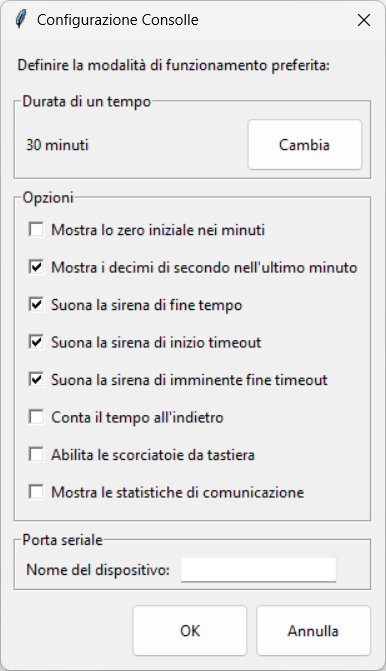 Configurazione Consolle
Definire la modalità di funzionamento preferita:
Durata di un tempo
30 minuti
Cambia
Opzioni
Mostra lo zero iniziale nei minuti
Mostra i decimi di secondo nell'ultimo minuto
Suona la sirena di fine tempo
Suona la sirena di inizio timeout
Suona la sirena di imminente fine timeout
Conta il tempo all'indietro
Abilita le scorciatoie da tastiera
Mostra le statistiche di comunicazione
Porta seriale
Nome del dispositivo:
OK
Annulla